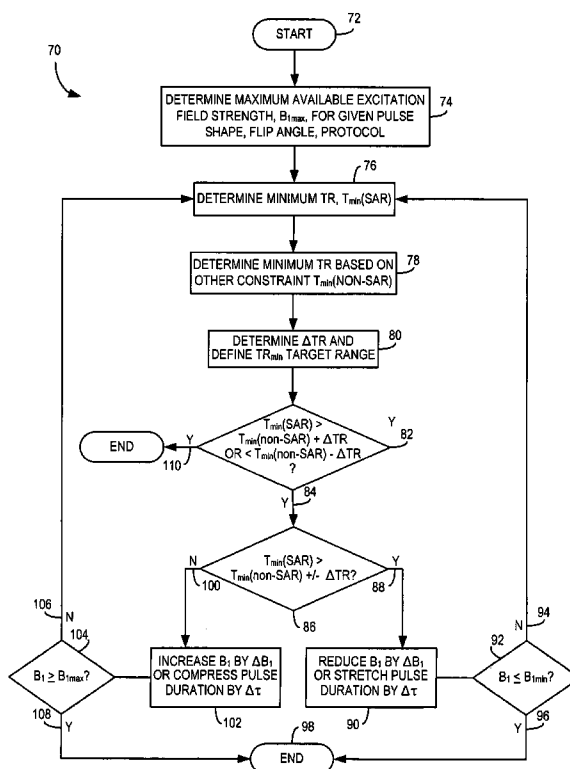 START
72
70
DETERMINE MAXIMUM AVAILABLE EXCITATION
FIELD STRENGTH, B1max, FOR GIVEN PULSE
SHAPE, FLIP ANGLE, PROTOCOL
74
76
DETERMINE MINIMUM TR, Tmin(SAR)
DETERMINE MINIMUM TR BASED ON
OTHER CONSTRAINT Tmin(NON-SAR)
78
DETERMINE ΔTR AND
DEFINE TRmin TARGET RANGE
80
Tmin(SAR) >
Tmin(non-SAR) + ΔTR
OR < Tmin(non-SAR) - ΔTR
?
Y
82
END
Y
110
84
Y
Tmin(SAR) >
Tmin(non-SAR) +/- ΔTR?
N
100
Y
88
86
106
N
104
B1 ≥ B1max?
108
Y
INCREASE B1 BY ΔB1
OR COMPRESS PULSE
DURATION BY Δτ
102
REDUCE B1 BY ΔB1
OR STRETCH PULSE
DURATION BY Δτ
90
94
N
92
B1 ≤ B1min?
96
Y
98
END